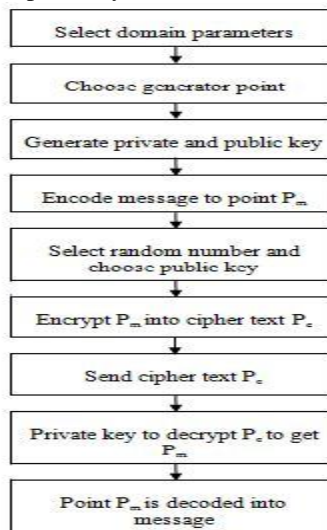 Select domain parameters
Choose generator point
Generate private and public key
Encode message to point Pm
Select random number and
choose public key
Encrypt Pm into cipher text Pc
Send cipher text Pc
Private key to decrypt Pc to get
Pm
Point Pm is decoded into
message